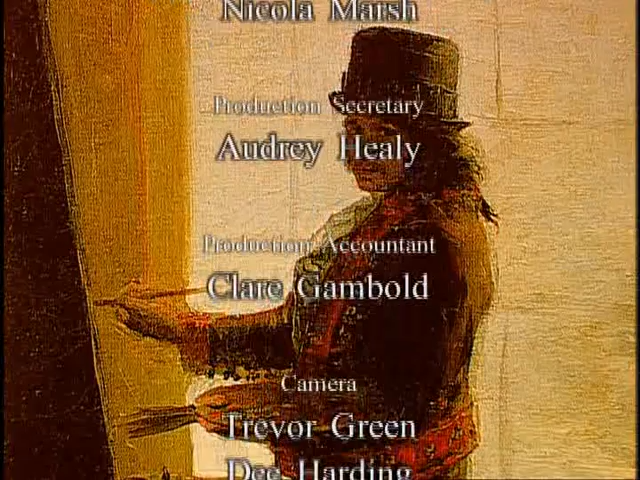 Nicola Marsh
Production Secretary
Audrey Healy
Production Accountant
Clare Gambold
Camera
Trevor Green
Dee Harding